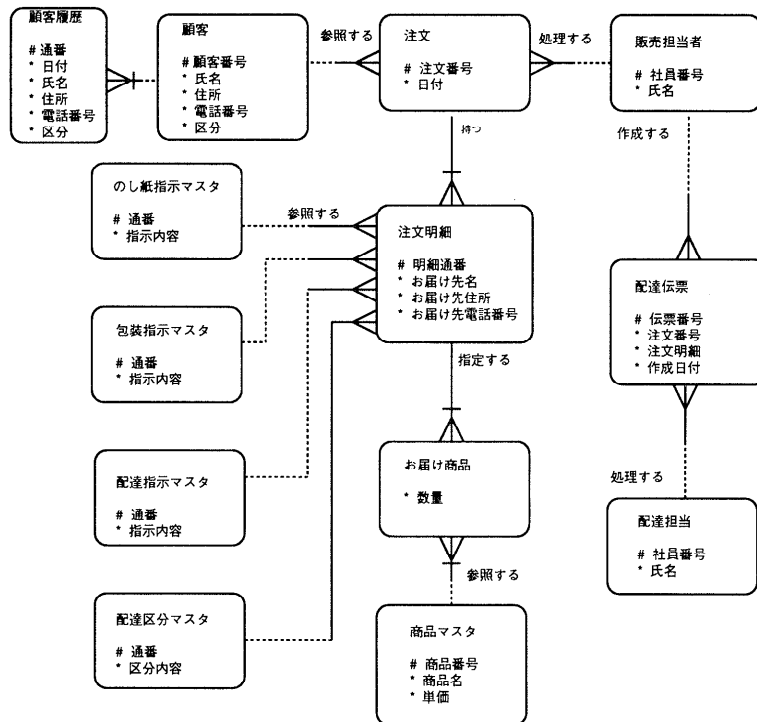 顧客履歴
# 通番
* 日付
* 氏名
* 住所
* 電話番号
* 区分
顧客
# 顧客番号
* 氏名
* 住所
* 電話番号
* 区分
参照する
注文
# 注文番号
* 日付
処理する
販売担当者
# 社員番号
* 氏名
持つ
作成する
のし紙指示マスタ
# 通番
* 指示内容
参照する
注文明細
# 明細通番
* お届け先名
* お届け先住所
* お届け先電話番号
配達伝票
# 伝票番号
* 注文番号
* 注文明細
* 作成日付
包装指示マスタ
# 通番
* 指示内容
指定する
配達指示マスタ
# 通番
* 指示内容
お届け商品
* 数量
処理する
配達担当
# 社員番号
* 氏名
参照する
配達区分マスタ
# 通番
* 区分内容
商品マスタ
# 商品番号
* 商品名
* 単価